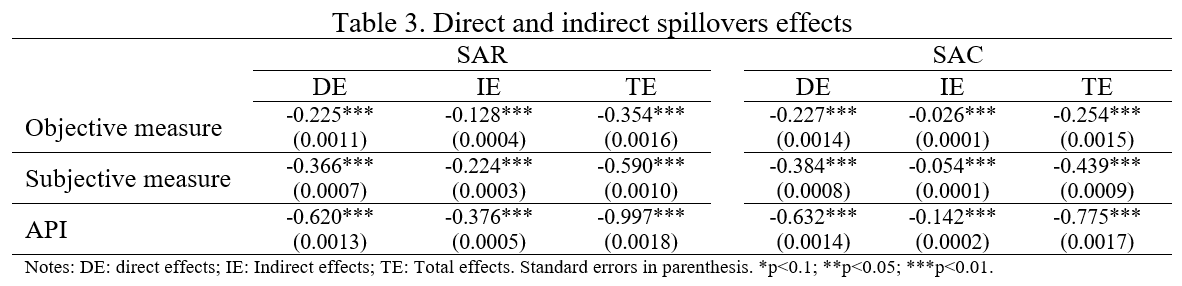 Table 3. Direct and indirect spillovers effects
SAR SAC
DE IE TE DE IE TE
Objective measure -0.225*** -0.128*** -0.354*** -0.227*** -0.026*** -0.254***
(0.0011) (0.0004) (0.0016) (0.0014) (0.0001) (0.0015)
Subjective measure -0.366*** -0.224*** -0.590*** -0.384*** -0.054*** -0.439***
(0.0007) (0.0003) (0.0010) (0.0008) (0.0001) (0.0009)
API -0.620*** -0.376*** -0.997*** -0.632*** -0.142*** -0.775***
(0.0013) (0.0005) (0.0018) (0.0014) (0.0002) (0.0017)
Notes: DE: direct effects; IE: Indirect effects; TE: Total effects. Standard errors in parenthesis. *p<0.1; **p<0.05; ***p<0.01.